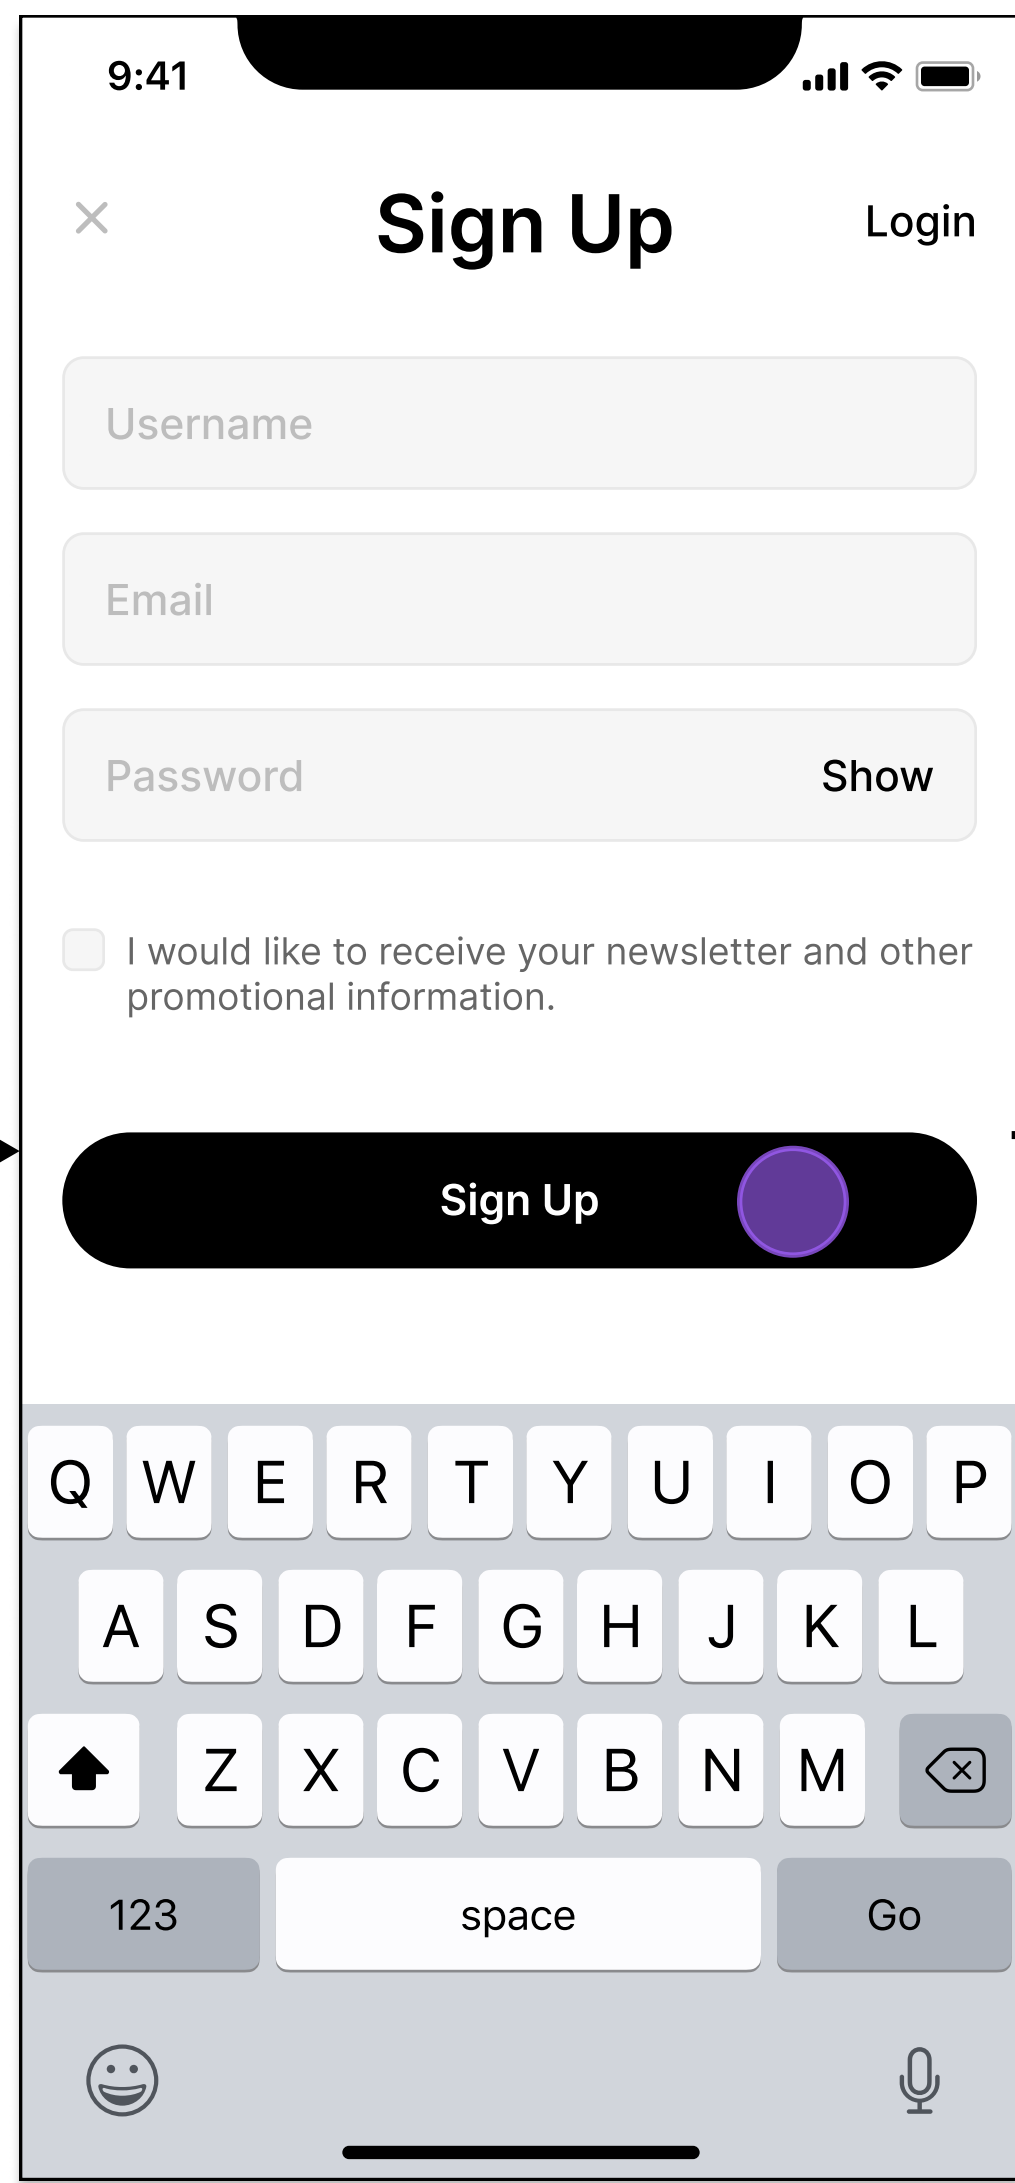 9:41
Sign Up
Login
Username
Email
Password
Show
I would like to receive your newsletter and other
promotional information.
Sign Up
Q W E R T Y U I O P
A S D F G H J K L
Z X C V B N M
123 space Go